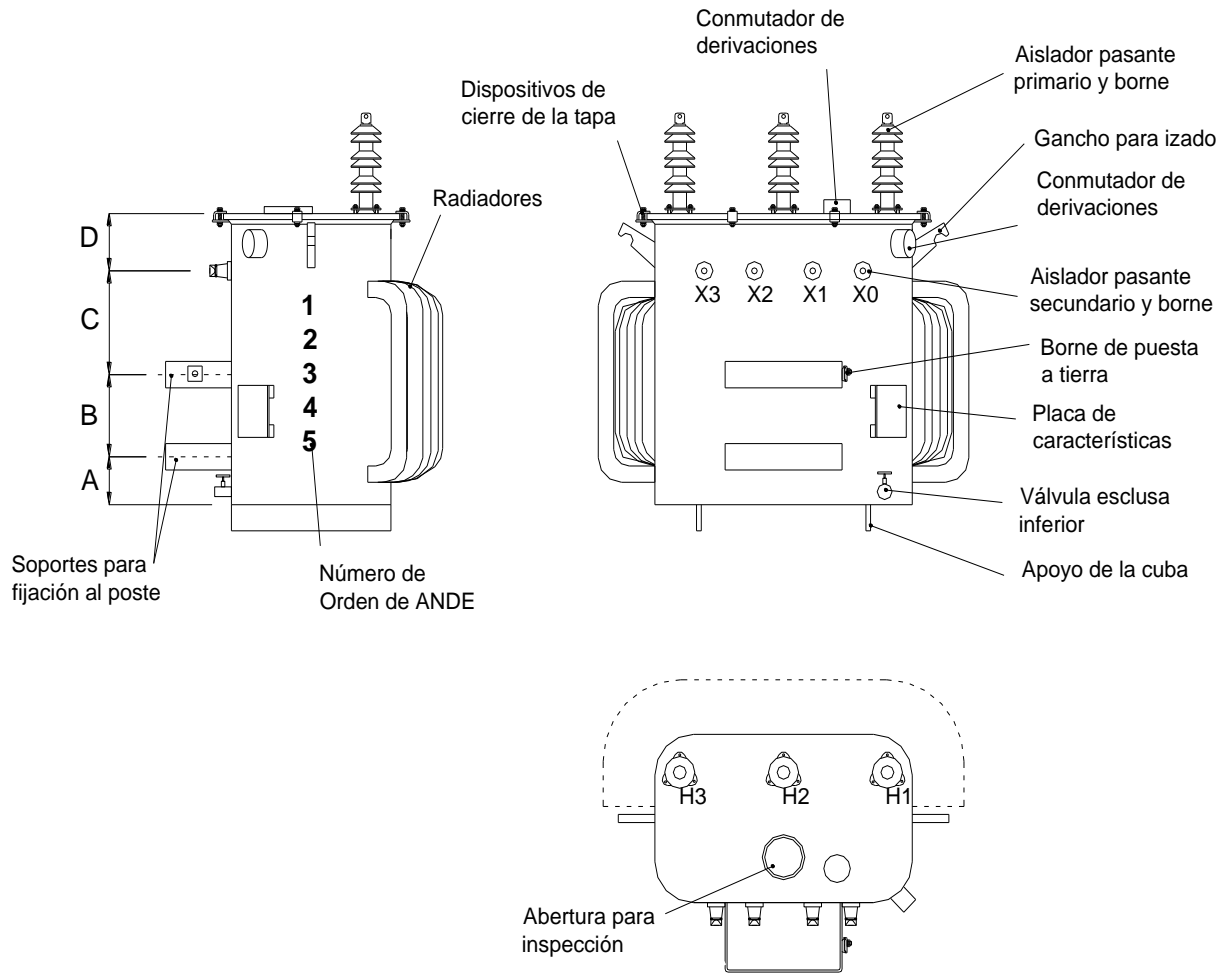 Conmutador de
derivaciones
Aislador pasante
primario y borne
Dispositivos de
cierre de la tapa
Gancho para izado
Radiadores
Conmutador de
derivaciones
D
C
B
A
1
2
3
4
5
X3 X2 X1 X0
Aislador pasante
secundario y borne
Borne de puesta
a tierra
Placa de
característicias
Válvula esclusa
inferior
Apoyo de la cuba
Soportes para
fijación al poste
Número de
Orden de ANDE
H3 H2 H1
Abertura para
inspección